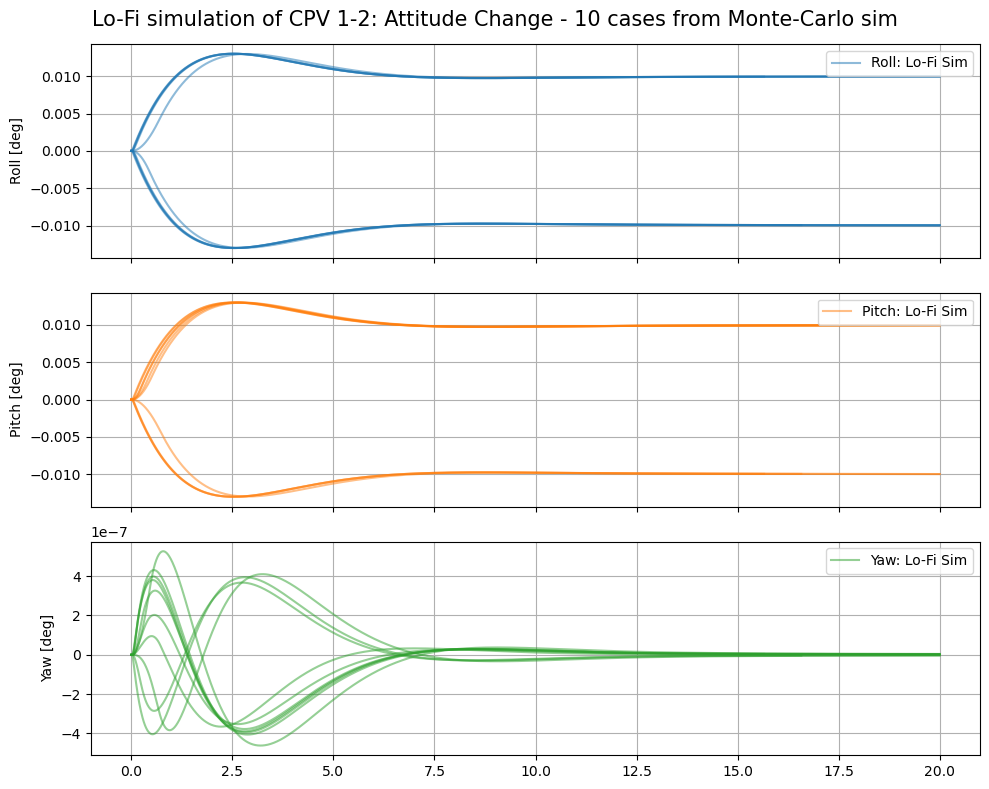 Lo-Fi simulation of CPV 1-2: Attitude Change - 10 cases from Monte-Carlo sim
Roll: Lo-Fi Sim
Roll [deg]
0.010
0.005
0.000
−0.005
−0.010
Pitch: Lo-Fi Sim
Pitch [deg]
0.010
0.005
0.000
−0.005
−0.010
1e−7
Yaw: Lo-Fi Sim
Yaw [deg]
4
2
0
−2
−4
0.0 2.5 5.0 7.5 10.0 12.5 15.0 17.5 20.0